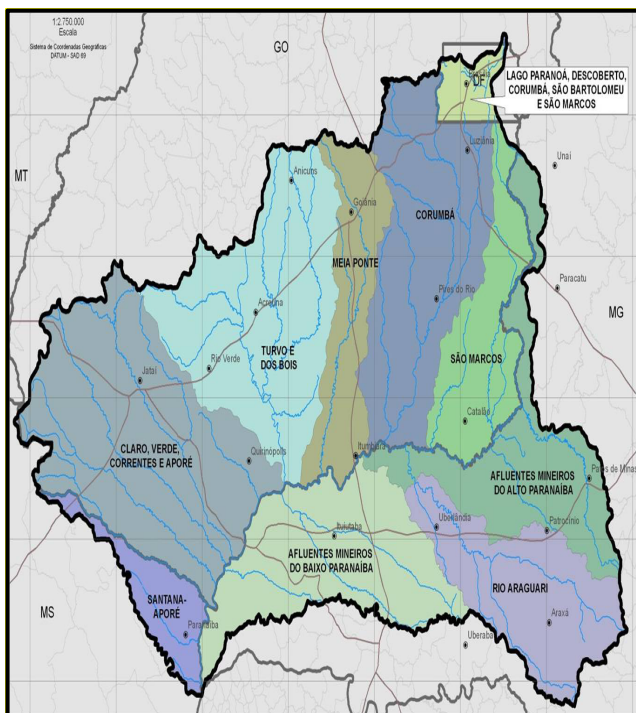 1:2.750.000
Escala
Sistema de Coordenadas Geográficas
DATUM - SAD 69
GO
Brasília
DF
LAGO PARANOÁ, DESCOBERTO,
CORUMBÁ, SÃO BARTOLOMEU
E SÃO MARCOS
Luziânia
Unaí
MT
Anicuns
Goiânia
CORUMBÁ
MEIA PONTE
Paracatu
Pires do Rio
Acreúna
MG
TURVO E
DOS BOIS
Rio Verde
SÃO MARCOS
Jataí
Catalão
CLARO, VERDE,
CORRENTES E APORÉ
Quirinópolis
Itumbiara
AFLUENTES MINEIROS
DO ALTO PARANAÍBA
Patos de Minas
Uberlândia
Patrocínio
Ituiutaba
AFLUENTES MINEIROS
DO BAIXO PARANAÍBA
RIO ARAGUARI
MS
SANTANA-
APORÉ
Paranaíba
Araxá
Uberaba